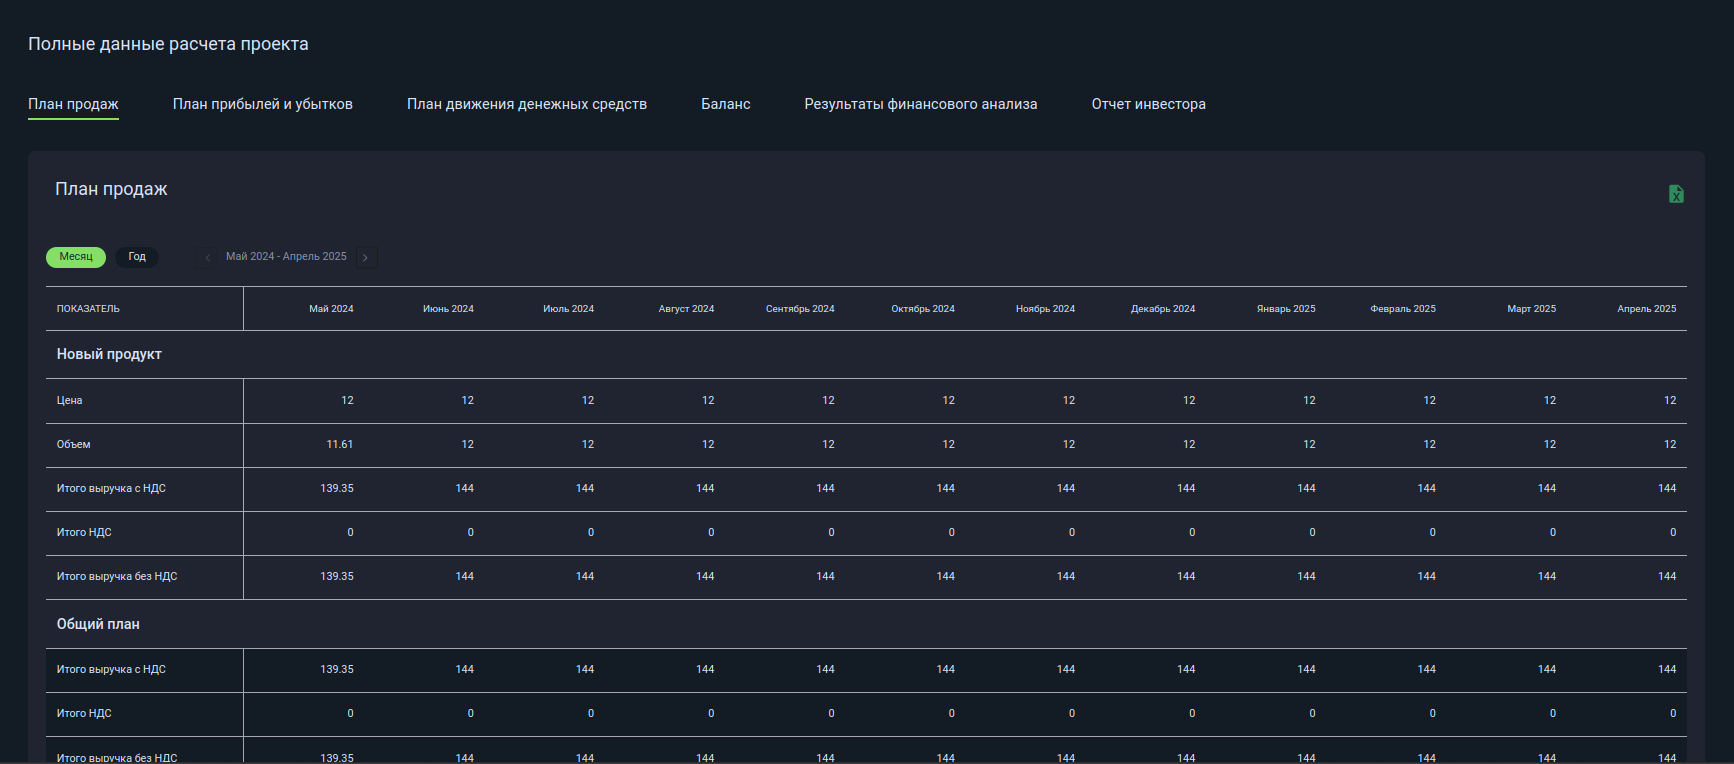 Полные данные расчета проекта
План продаж План прибылей и убытков План движения денежных средств Баланс Результаты финансового анализа Отчет инвестора
План продаж
Месяц Год Май 2024 - Апрель 2025
ПОКАЗАТЕЛЬ Май 2024 Июнь 2024 Июль 2024 Август 2024 Сентябрь 2024 Октябрь 2024 Ноябрь 2024 Декабрь 2024 Январь 2025 Февраль 2025 Март 2025 Апрель 2025
Новый продукт
Цена 12 12 12 12 12 12 12 12 12 12 12 12
Объем 11.61 12 12 12 12 12 12 12 12 12 12 12
Итого выручка с НДС 139.35 144 144 144 144 144 144 144 144 144 144 144
Итого НДС 0 0 0 0 0 0 0 0 0 0 0 0
Итого выручка без НДС 139.35 144 144 144 144 144 144 144 144 144 144 144
Общий план
Итого выручка с НДС 139.35 144 144 144 144 144 144 144 144 144 144 144
Итого НДС 0 0 0 0 0 0 0 0 0 0 0 0
Итого выручка без НДС 139.35 144 144 144 144 144 144 144 144 144 144 144